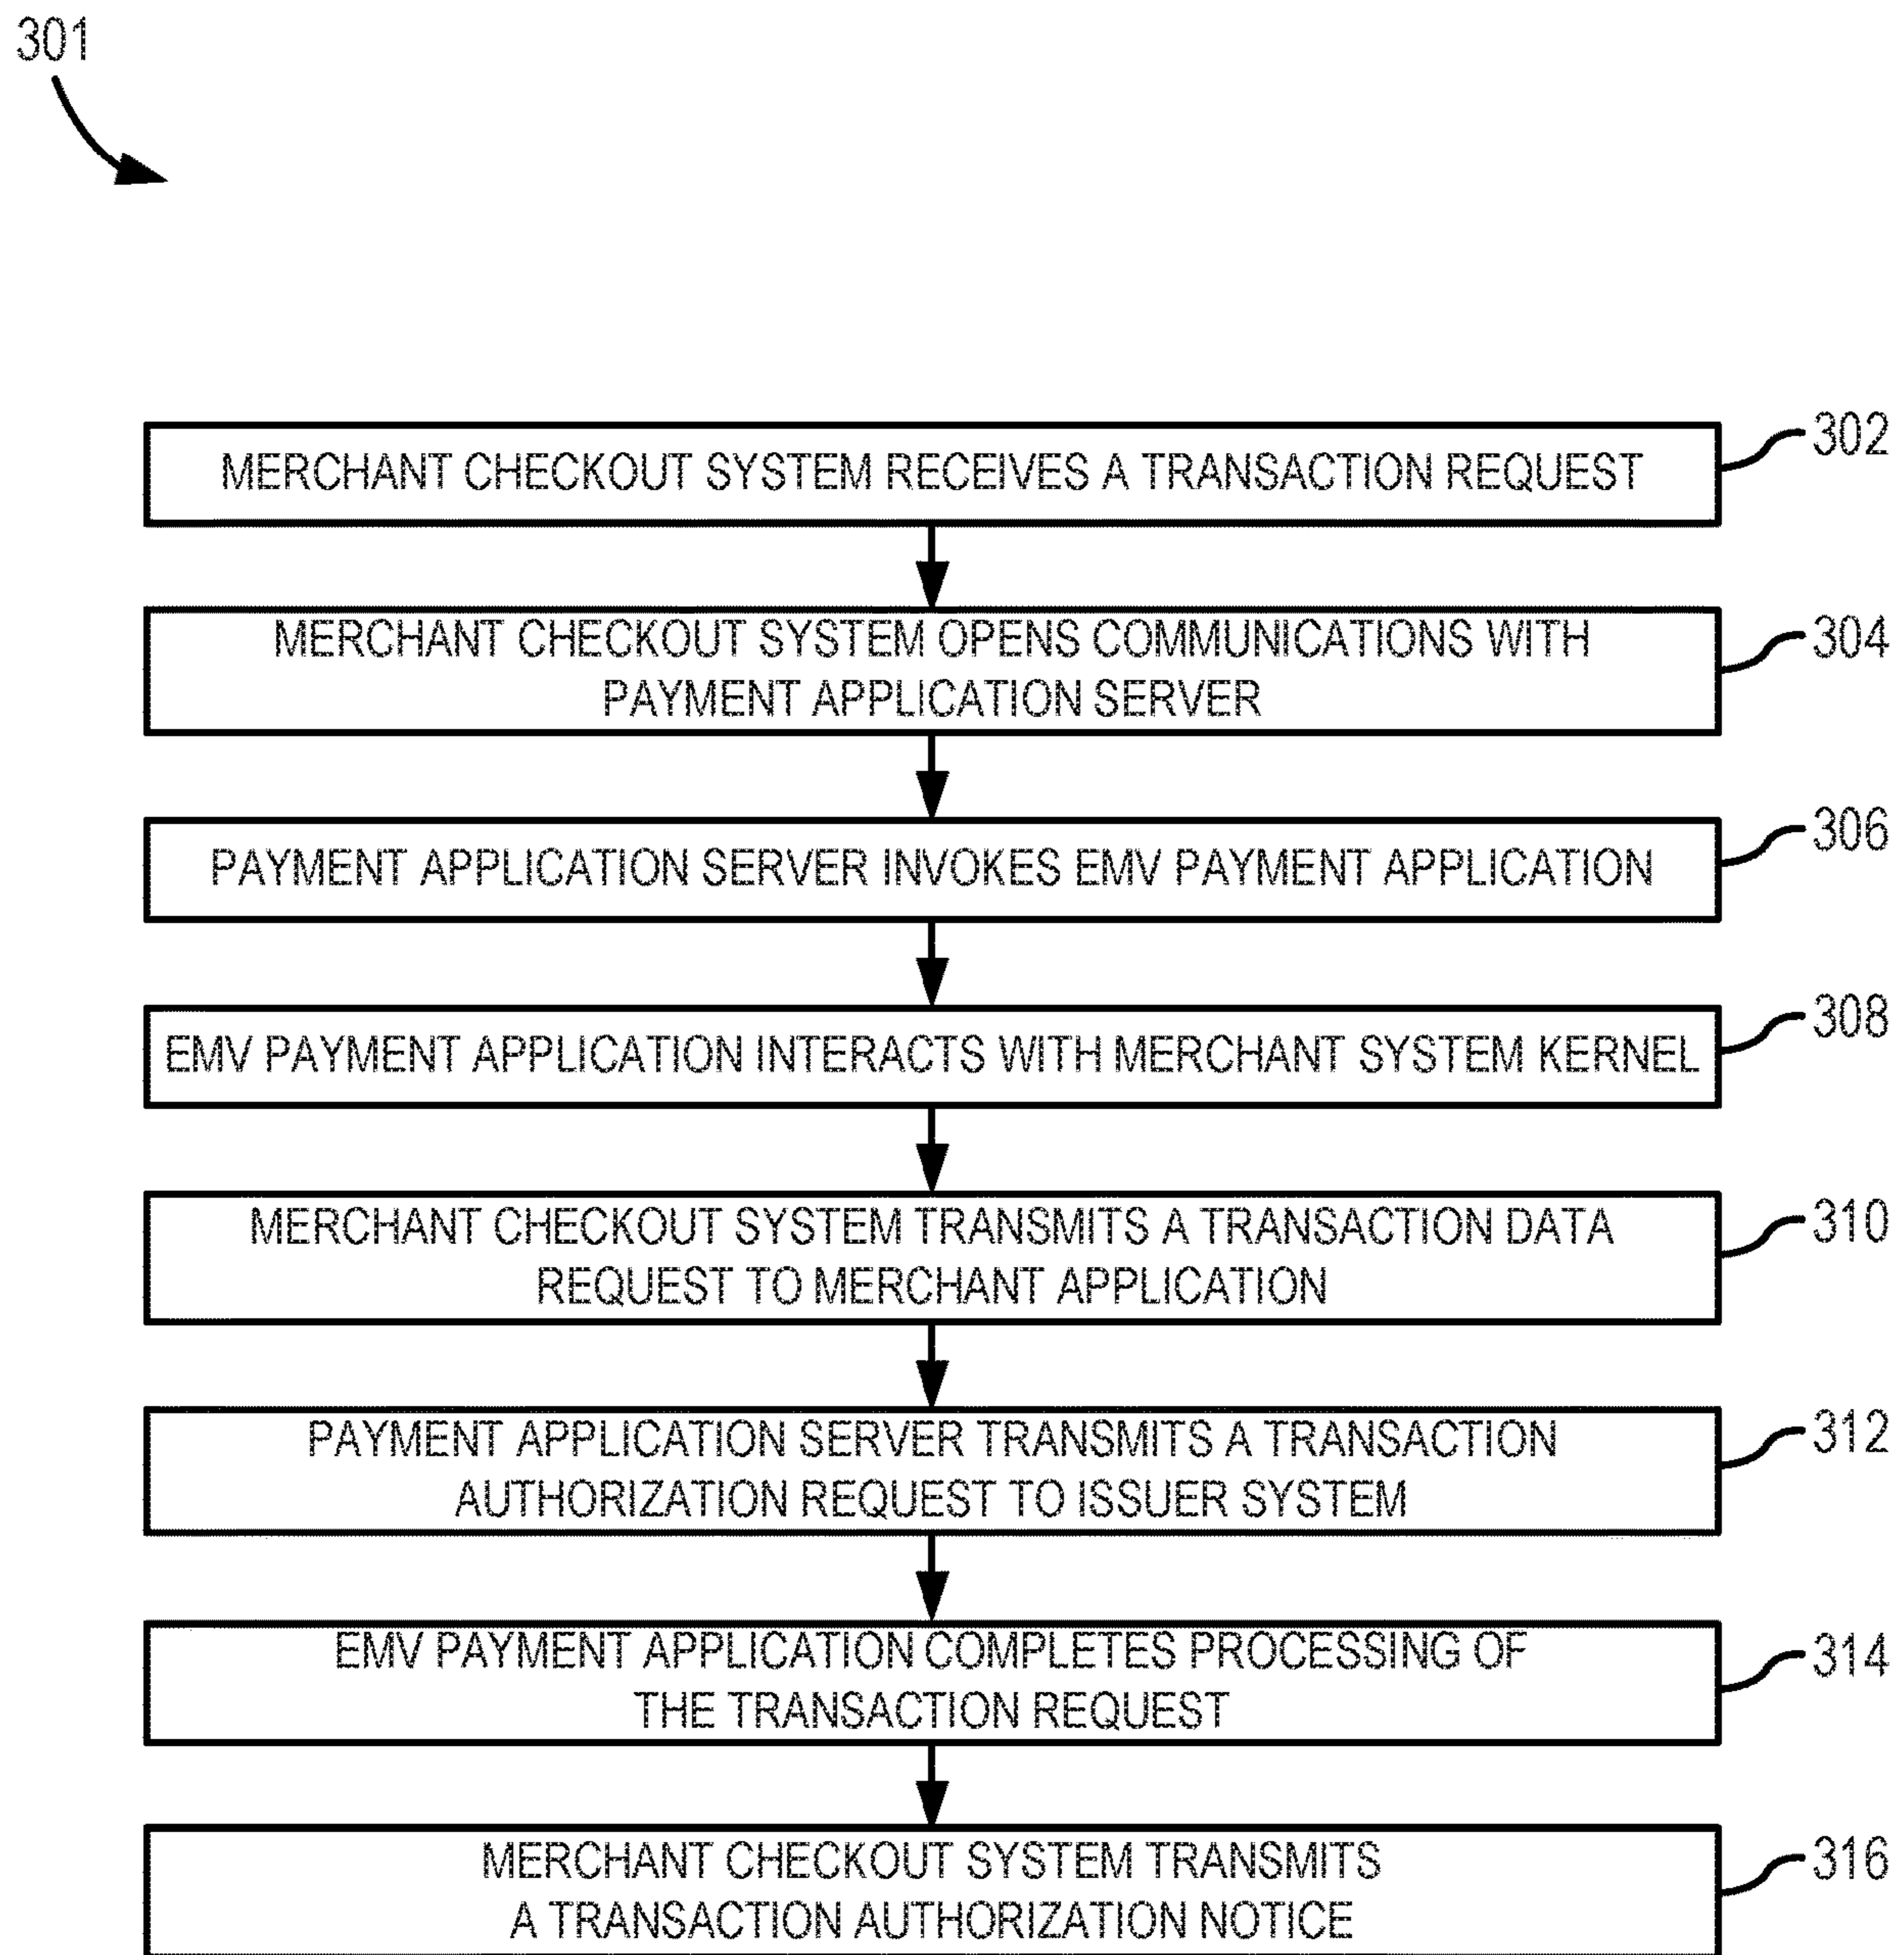 301
MERCHANT CHECKOUT SYSTEM RECEIVES A TRANSACTION REQUEST
302
MERCHANT CHECKOUT SYSTEM OPENS COMMUNICATIONS WITH
PAYMENT APPLICATION SERVER
304
PAYMENT APPLICATION SERVER INVOKES EMV PAYMENT APPLICATION
306
EMV PAYMENT APPLICATION INTERACTS WITH MERCHANT SYSTEM KERNEL
308
MERCHANT CHECKOUT SYSTEM TRANSMITS A TRANSACTION DATA
REQUEST TO MERCHANT APPLICATION
310
PAYMENT APPLICATION SERVER TRANSMITS A TRANSACTION
AUTHORIZATION REQUEST TO ISSUER SYSTEM
312
EMV PAYMENT APPLICATION COMPLETES PROCESSING OF
THE TRANSACTION REQUEST
314
MERCHANT CHECKOUT SYSTEM TRANSMITS
A TRANSACTION AUTHORIZATION NOTICE
316